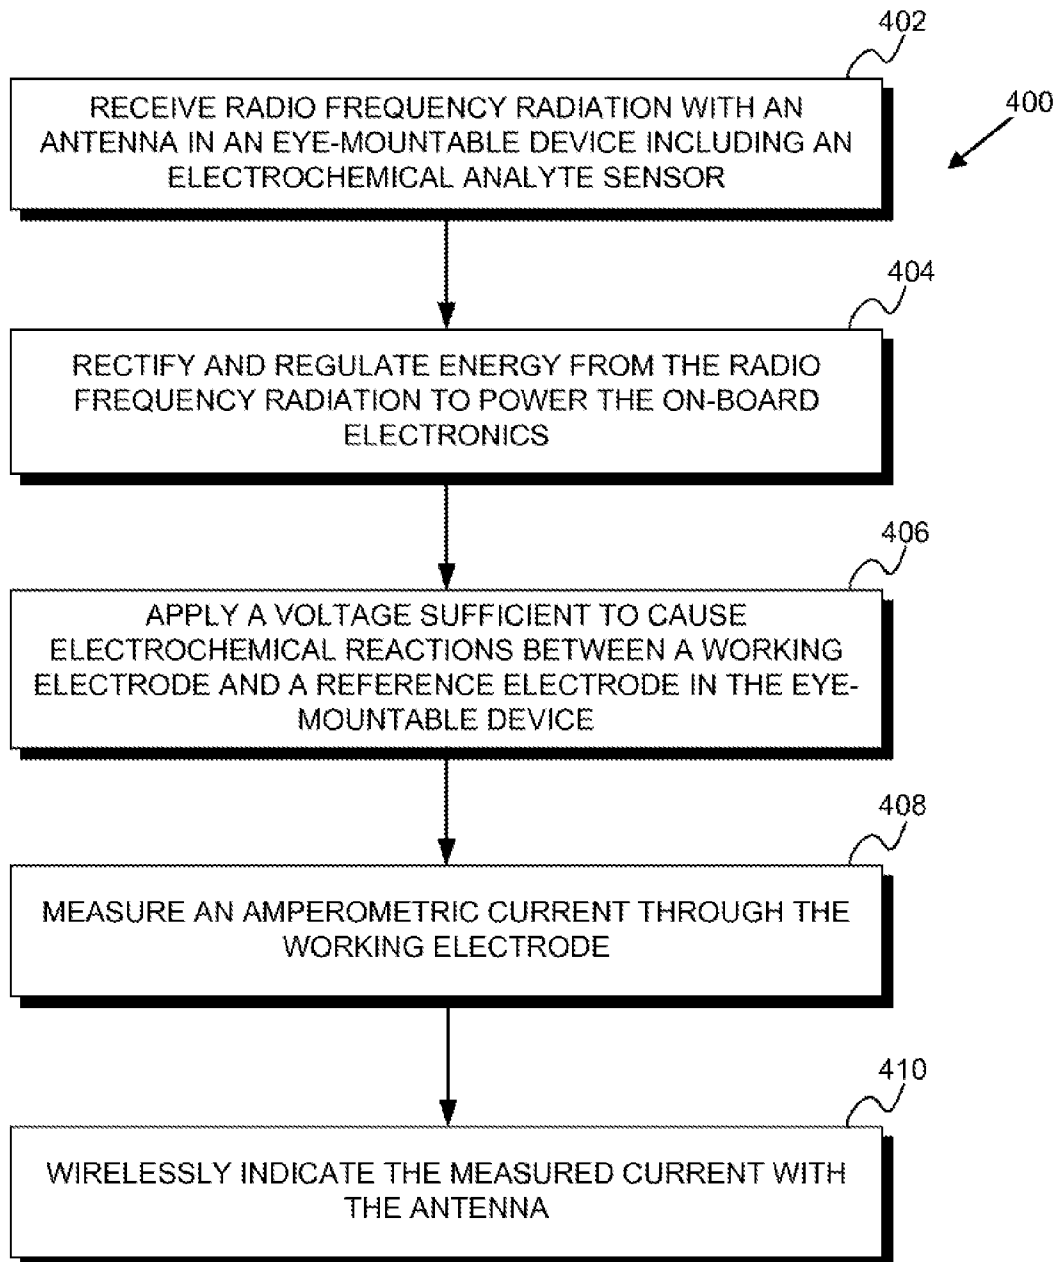 402
400
RECEIVE RADIO FREQUENCY RADIATION WITH AN
ANTENNA IN AN EYE-MOUNTABLE DEVICE INCLUDING AN
ELECTROCHEMICAL ANALYTE SENSOR
404
RECTIFY AND REGULATE ENERGY FROM THE RADIO
FREQUENCY RADIATION TO POWER THE ON-BOARD
ELECTRONICS
406
APPLY A VOLTAGE SUFFICIENT TO CAUSE
ELECTROCHEMICAL REACTIONS BETWEEN A WORKING
ELECTRODE AND A REFERENCE ELECTRODE IN THE EYE-
MOUNTABLE DEVICE
408
MEASURE AN AMPEROMETRIC CURRENT THROUGH THE
WORKING ELECTRODE
410
WIRELESSLY INDICATE THE MEASURED CURRENT WITH
THE ANTENNA